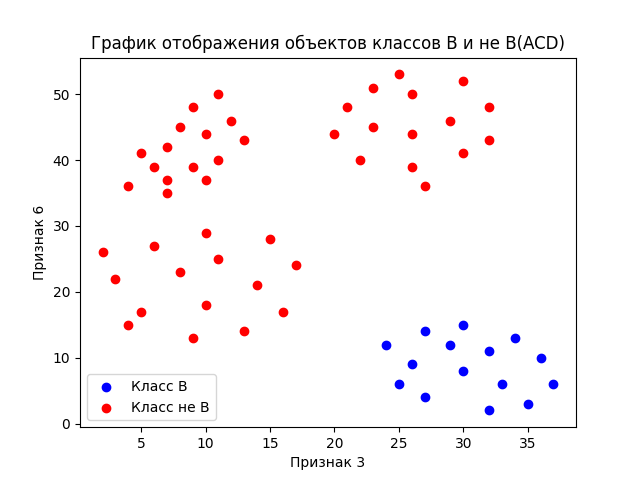 График отображения объектов классов B и не B(ACD)
50
40
30
20
10
0
Признак 6
Класс B
Класс не B
5 10 15 20 25 30 35
Признак 3